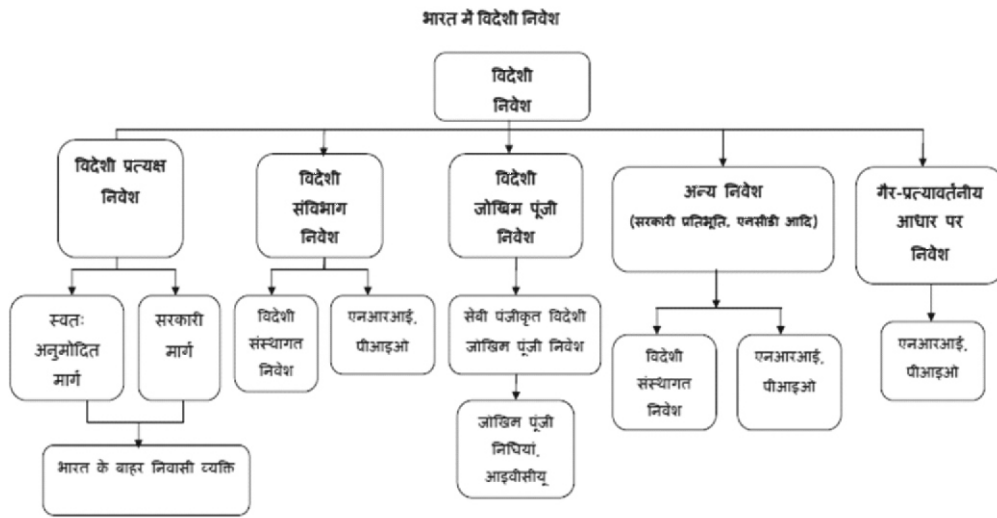 भारत में विदेशी निवेश
विदेशी
निवेश
विदेशी प्रत्यक्ष
निवेश
विदेशी
संविभाग
निवेश
विदेशी
जोखिम पूंजी
निवेश
अन्य निवेश
(सरकारी प्रतिभूति, एनसीडी आदि)
गैर-प्रत्यावर्तनीय
आधार पर
निवेश
स्वतः
अनुमोदित
मार्ग
सरकारी
मार्ग
विदेशी
संस्थागत
निवेश
एनआरआई,
पीआइओ
सेबी पंजीकृत विदेशी
जोखिम पूंजी निवेश
विदेशी
संस्थागत
निवेश
एनआरआई,
पीआइओ
एनआरआई,
पीआइओ
भारत के बाहर निवासी व्यक्ति
जोखिम पूंजी
निधियां,
आइवीसीयू